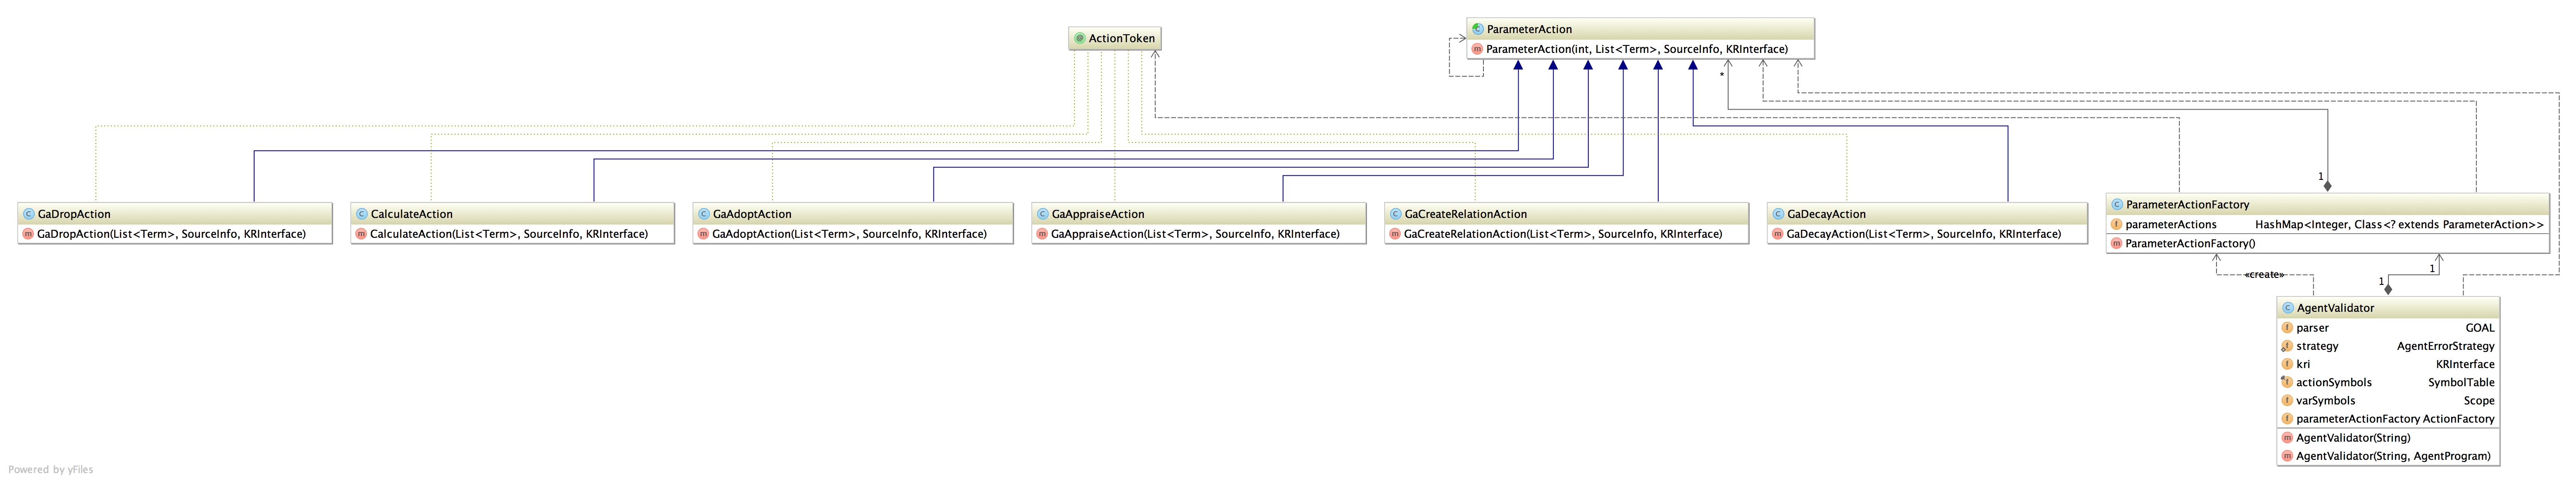 ActionToken
ParameterAction
ParameterAction(int, List<Term>, SourceInfo, KRInterface)
*
1
GaDropAction
GaDropAction(List<Term>, SourceInfo, KRInterface)
CalculateAction
CalculateAction(List<Term>, SourceInfo, KRInterface)
GaAdoptAction
GaAdoptAction(List<Term>, SourceInfo, KRInterface)
GaAppraiseAction
GaAppraiseAction(List<Term>, SourceInfo, KRInterface)
GaCreateRelationAction
GaCreateRelationAction(List<Term>, SourceInfo, KRInterface)
GaDecayAction
GaDecayAction(List<Term>, SourceInfo, KRInterface)
ParameterActionFactory
parameterActions HashMap<Integer, Class<? extends ParameterAction>>
ParameterActionFactory()
«create»
1
1
AgentValidator
parser GOAL
strategy AgentErrorStrategy
kri KRInterface
actionSymbols SymbolTable
varSymbols Scope
parameterActionFactory ActionFactory
AgentValidator(String)
AgentValidator(String, AgentProgram)
Powered by yFiles